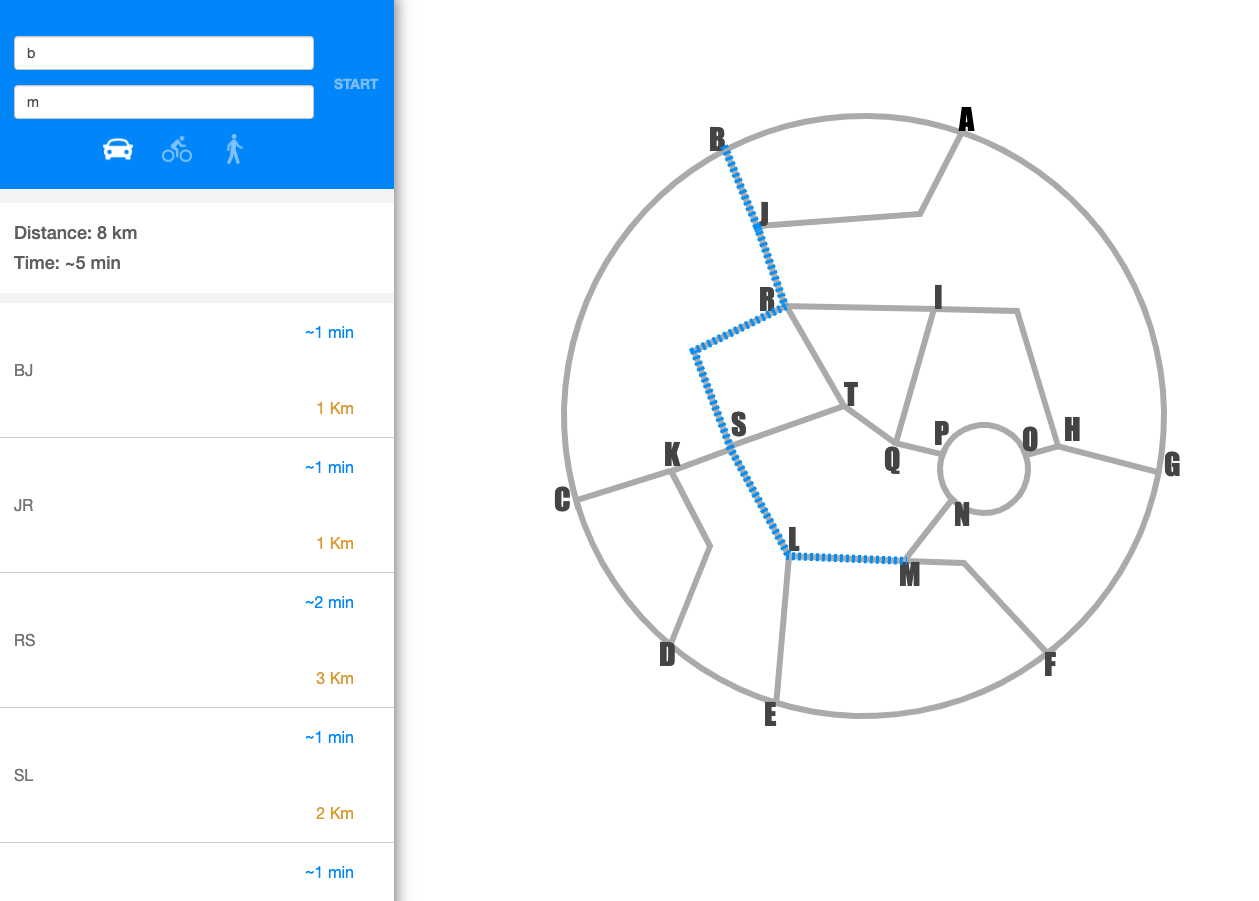 b
START
m
Distance: 8 km
Time: ~5 min
~1 min
BJ
1 Km
~1 min
JR
1 Km
~2 min
RS
3 Km
~1 min
SL
2 Km
~1 min
A
B
J
R
I
T
S
P
O
H
K
Q
G
C
N
L
M
D
F
E